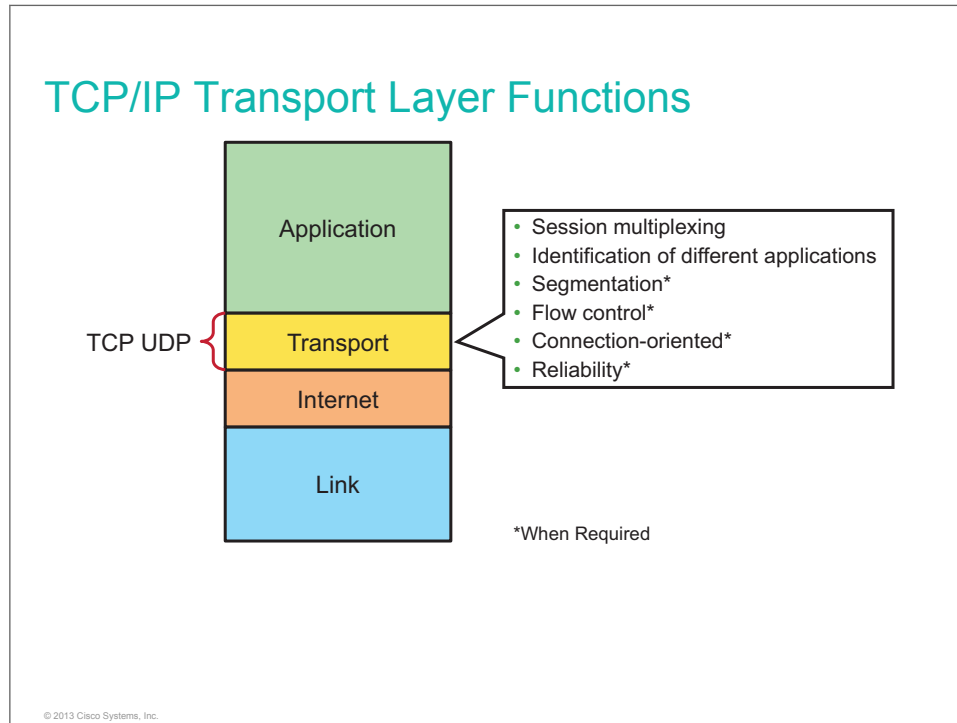 TCP/IP Transport Layer Functions
Application
TCP UDP
Transport
Internet
Link
• Session multiplexing
• Identification of different applications
• Segmentation*
• Flow control*
• Connection-oriented*
• Reliability*
*When Required
© 2013 Cisco Systems, Inc.